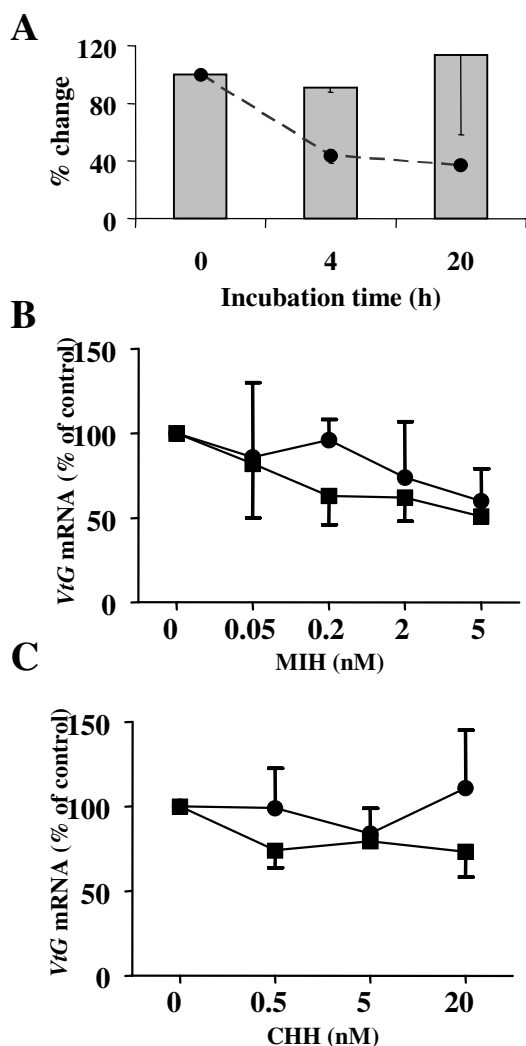 A
% change
120
80
40
0
0 4 20
Incubation time (h)
B
VtG mRNA (% of control)
150
100
50
0
0 0.05 0.2 2 5
MIH (nM)
C
VtG mRNA (% of control)
150
100
50
0
0 0.5 5 20
CHH (nM)